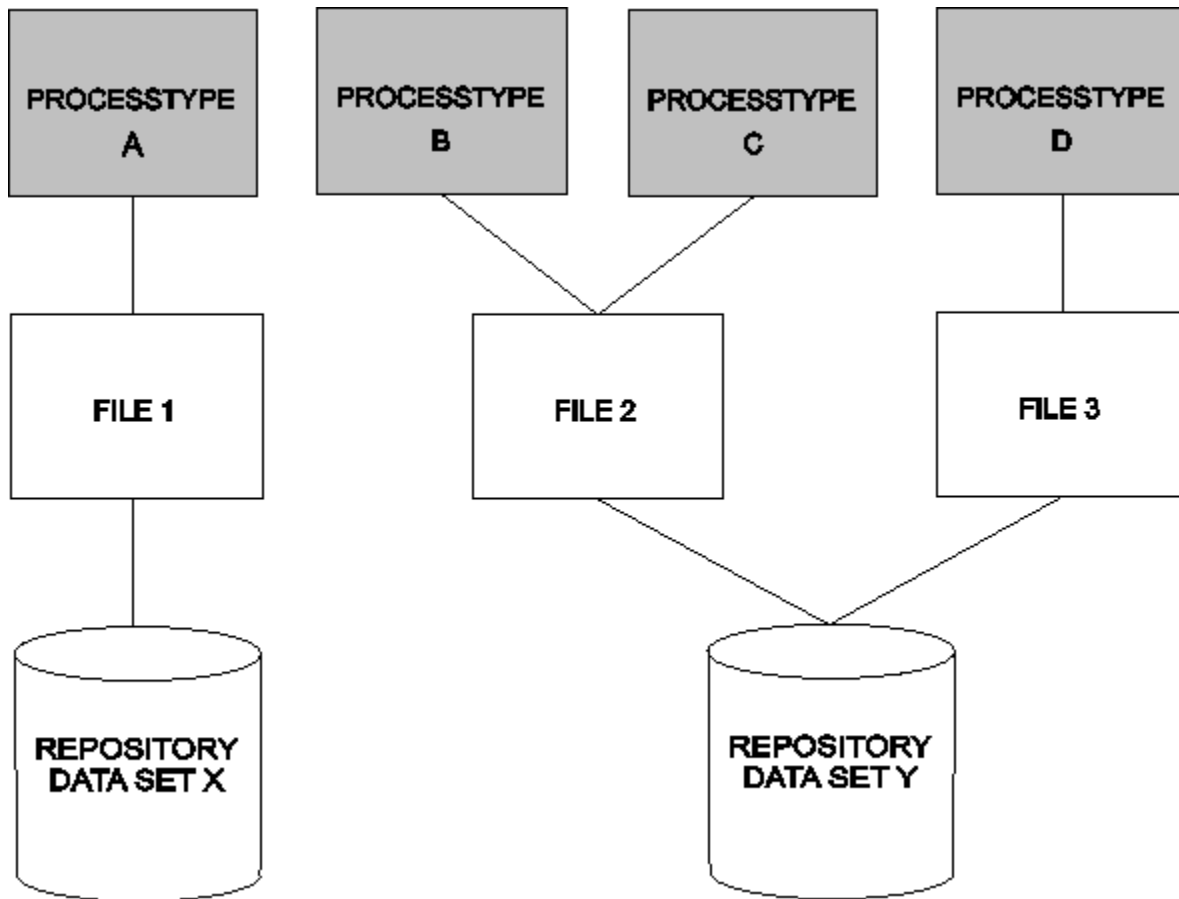 PROCESSTYPE
A
PROCESSTYPE
B
PROCESSTYPE
C
PROCESSTYPE
D
FILE 1
FILE 2
FILE 3
REPOSITORY
DATA SET X
REPOSITORY
DATA SET Y